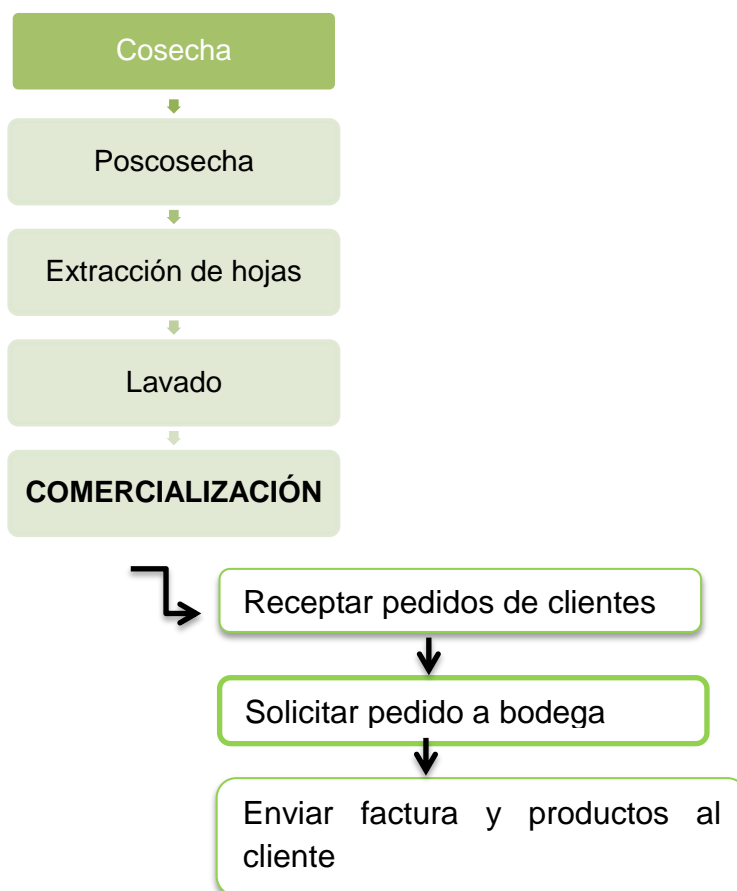 Cosecha
Poscosecha
Extracción de hojas
Lavado
COMERCIALIZACIÓN
Receptar pedidos de clientes
Solicitar pedido a bodega
Enviar factura y productos al
cliente